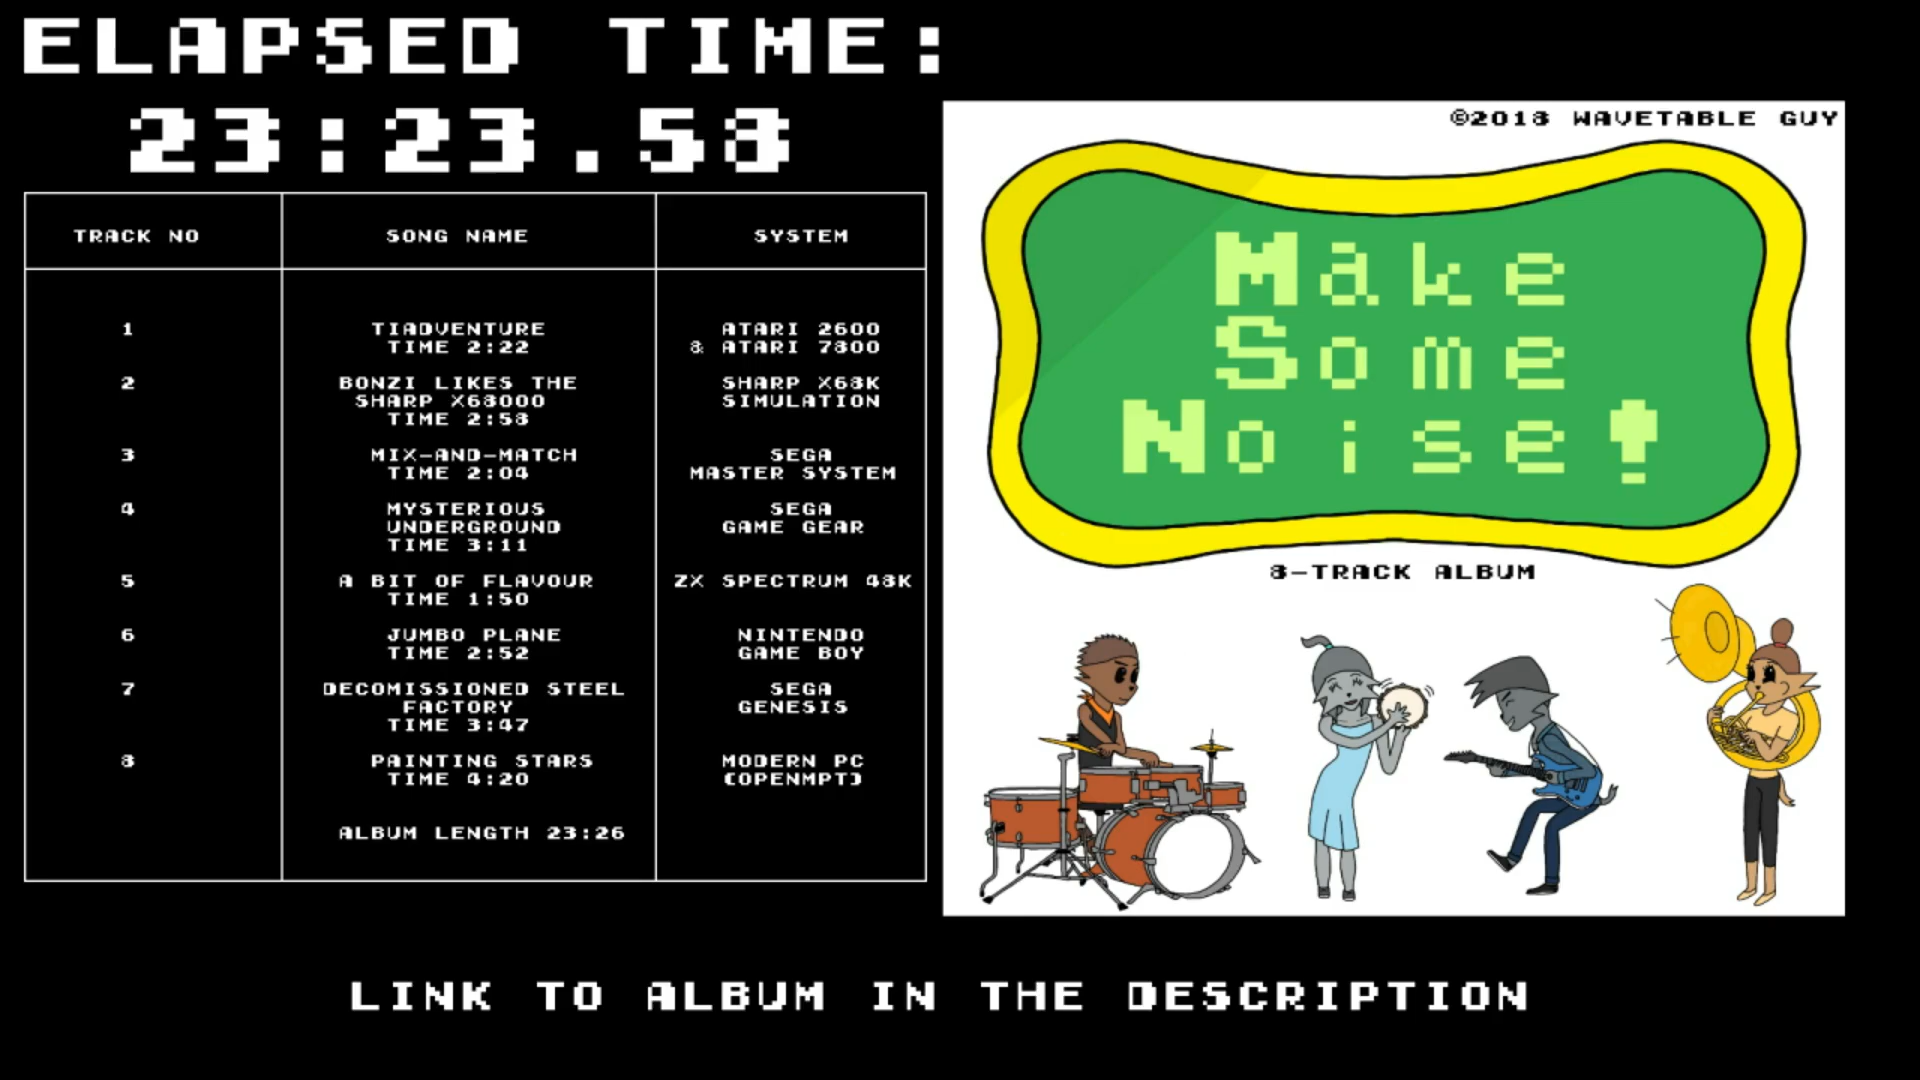 ELAPSED TIME:
23:23.58
TRACK NO SONG NAME SYSTEM
1 TIADVENTURE ATARI 2600
TIME 2:22 & ATARI 7800
2 BONZI LIKES THE SHARP X68K
SHARP X68000 SIMULATION
TIME 2:58
3 MIX-AND-MATCH SEGA
TIME 2:04 MASTER SYSTEM
4 MYSTERIOUS SEGA
UNDERGROUND GAME GEAR
TIME 3:11
5 A BIT OF FLAVOUR ZX SPECTRUM 48K
TIME 1:50
6 JUMBO PLANE NINTENDO
TIME 2:52 GAME BOY
7 DECOMISSIONED STEEL SEGA
FACTORY GENESIS
TIME 3:47
8 PAINTING STARS MODERN PC
TIME 4:20 (OPENMPT)
ALBUM LENGTH 23:26
©2018 WAVETABLE GUY
Make
Some
Noise!
8-TRACK ALBUM
LINK TO ALBUM IN THE DESCRIPTION